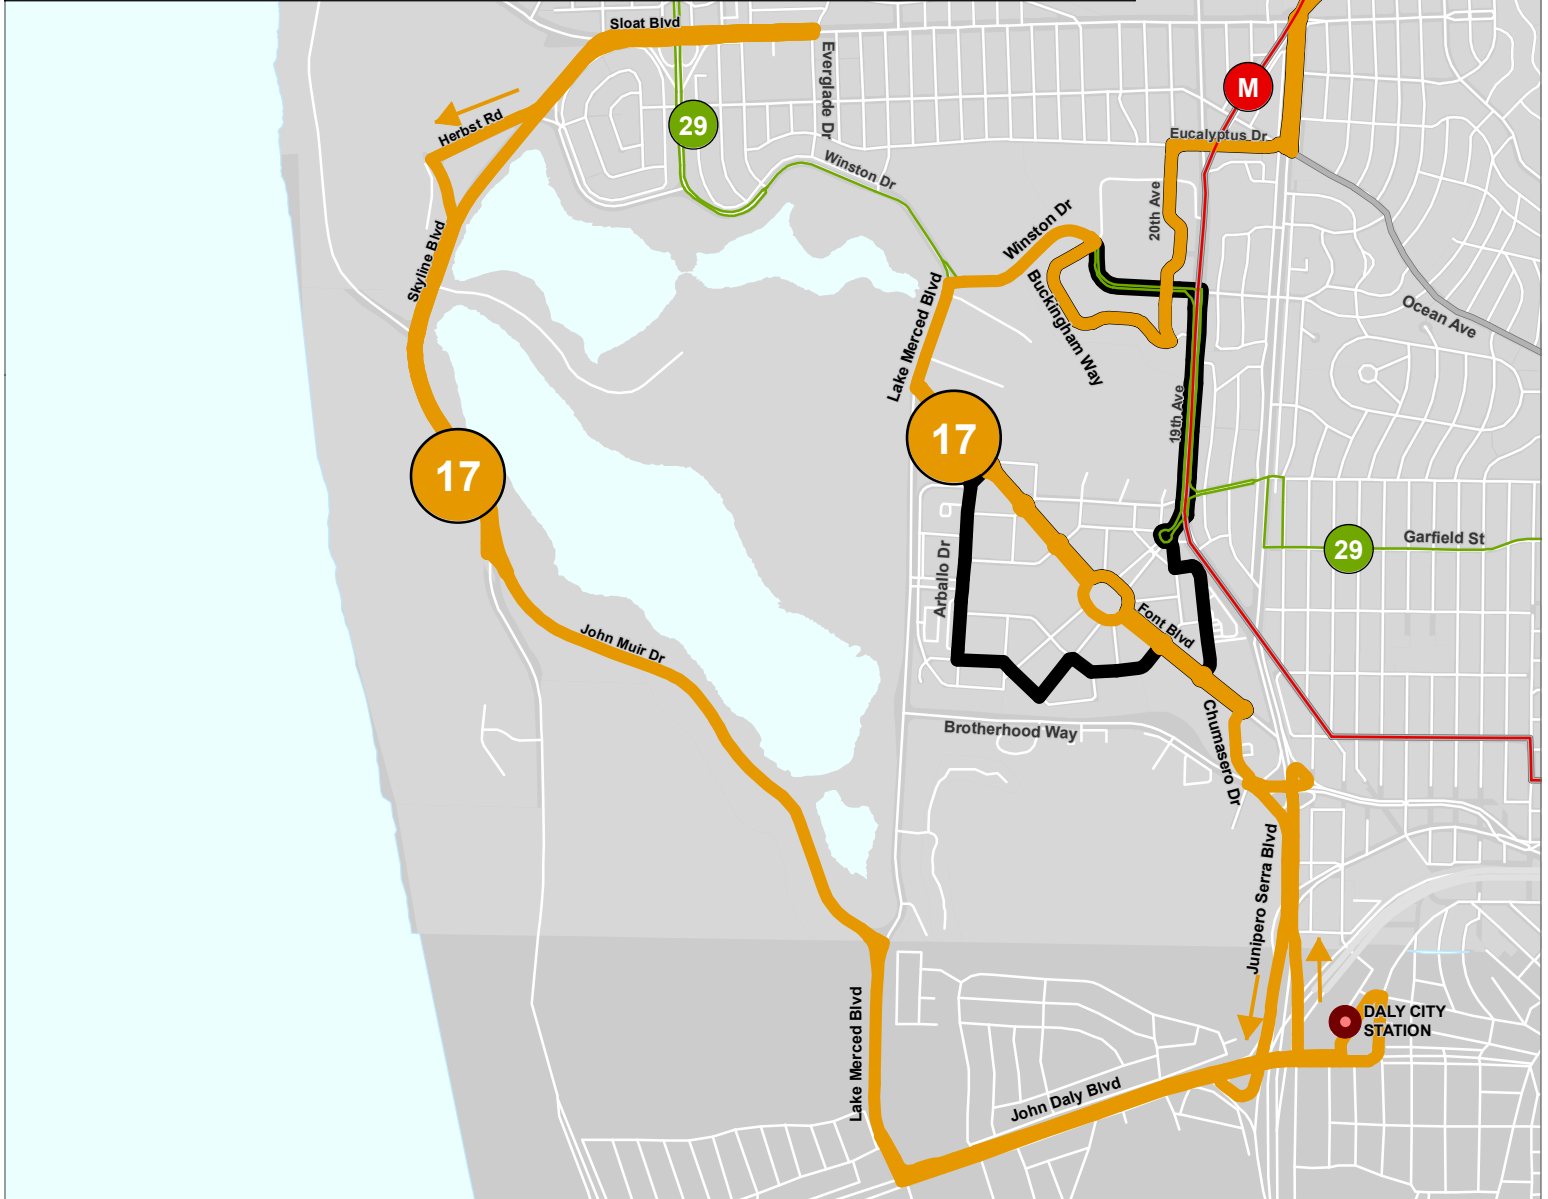 Sloat Blvd
Everglade Dr
M
29
Herbst Rd
Eucalyptus Dr
Winston Dr
20th Ave
Winston Dr
Skyline Blvd
Buckingham Way
Ocean Ave
Lake Merced Blvd
19th Ave
17
17
Garfield St
29
Arballo Dr
Font Blvd
John Muir Dr
Brotherhood Way
Chumasero Dr
Junipero Serra Blvd
DALY CITY
STATION
Lake Merced Blvd
John Daly Blvd